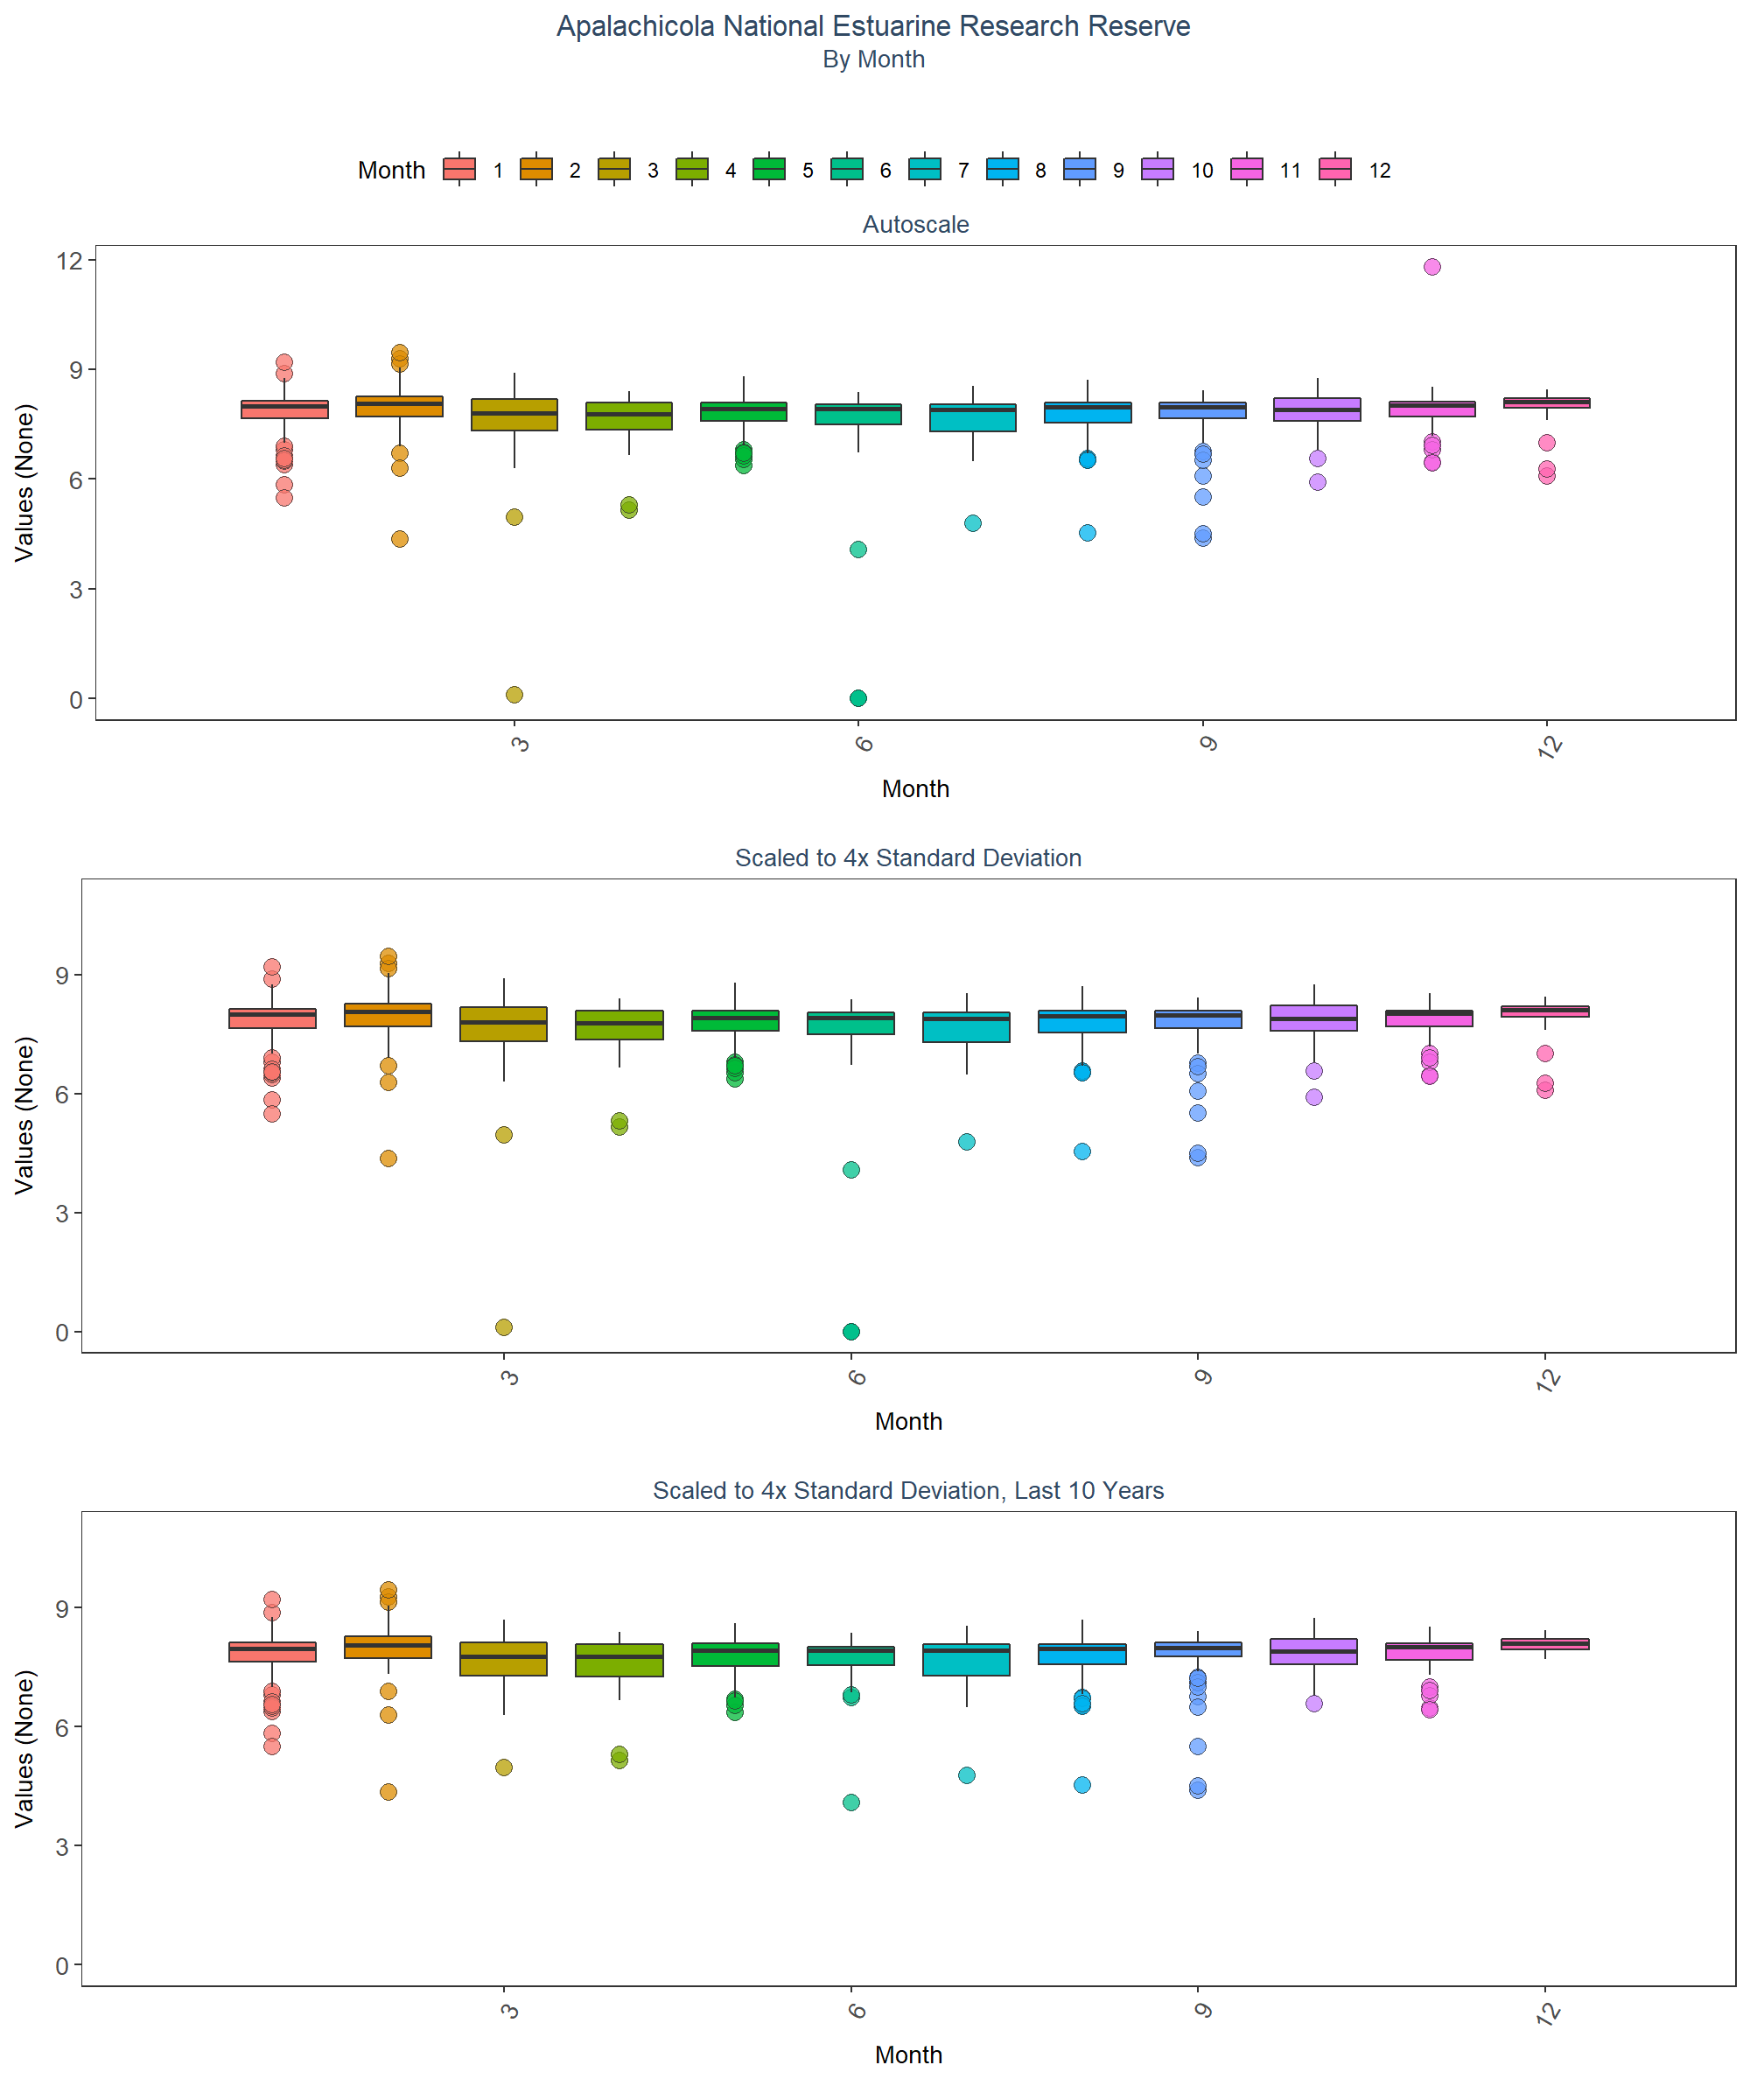 Apalachicola National Estuarine Research Reserve
By Month
Month 1 2 3 4 5 6 7 8 9 10 11 12
Autoscale
Values (None)
12
9
6
3
0
3 6 9 12
Month
Scaled to 4x Standard Deviation
Values (None)
9
6
3
0
3 6 9 12
Month
Scaled to 4x Standard Deviation, Last 10 Years
Values (None)
9
6
3
0
3 6 9 12
Month